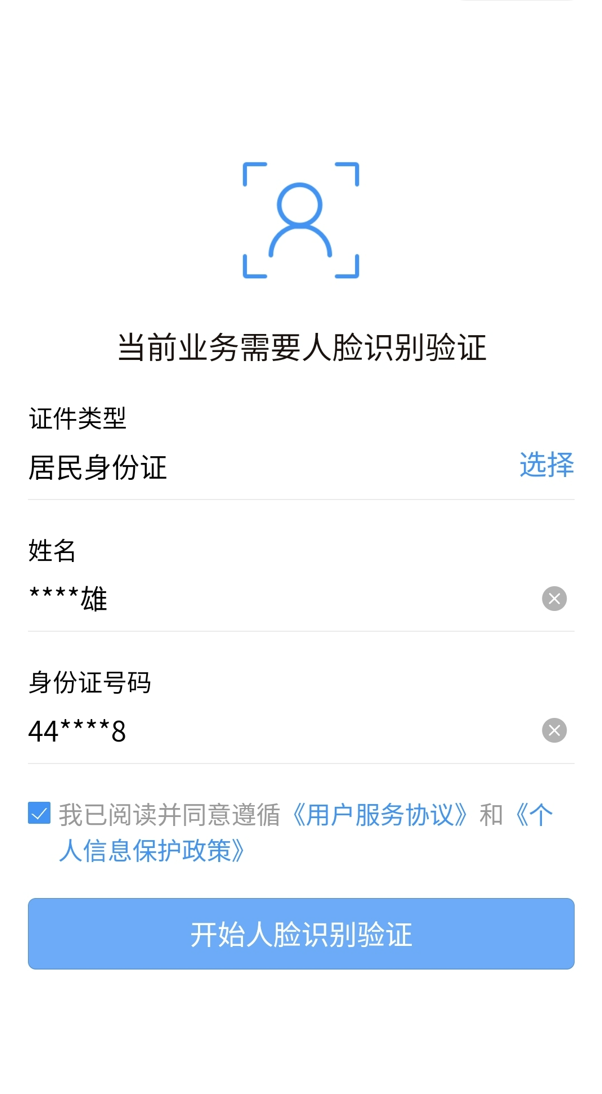 当前业务需要人脸识别验证
证件类型
居民身份证 选择
姓名
****雄
身份证号码
44****8
我已阅读并同意遵循《用户服务协议》和《个
人信息保护政策》
开始人脸识别验证